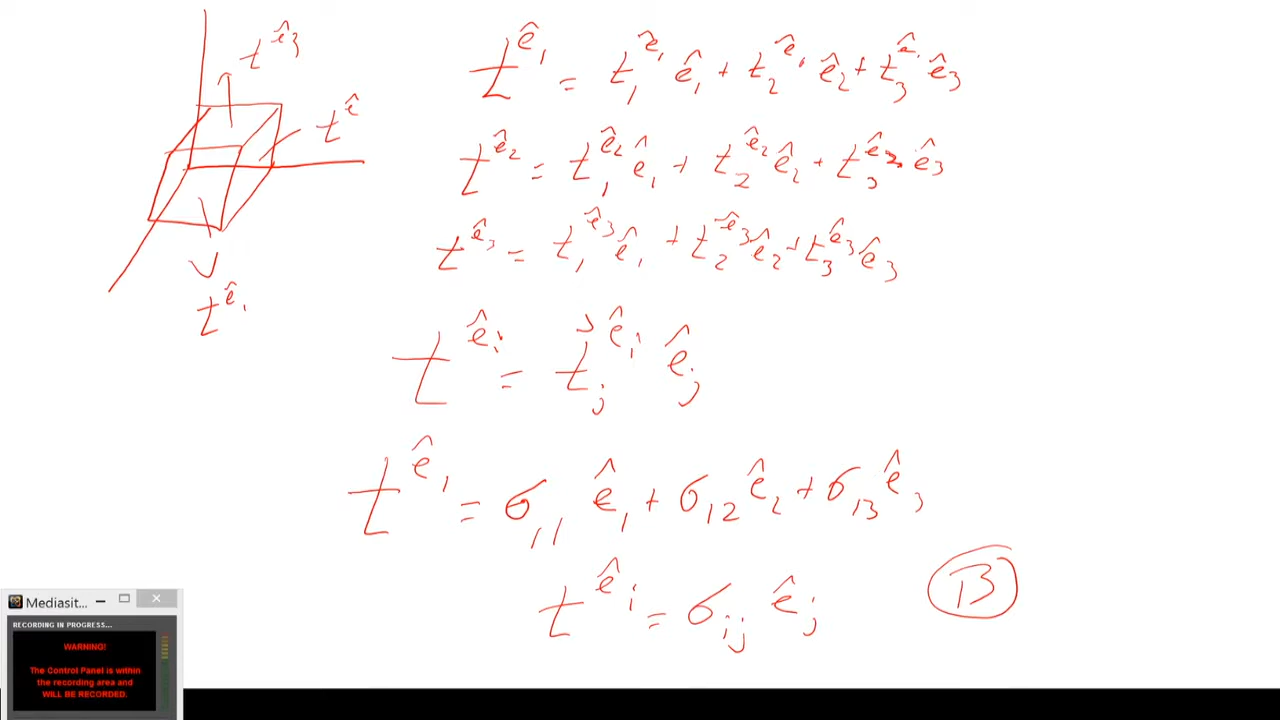 t^ê3
t^ê
t^ê1
t^ê1 = t1^ê1 ê1 + t2^ê1 ê2 + t3^ê1 ê3
t^ê2 = t1^ê2 ê1 + t2^ê2 ê2 + t3^ê2 ê3
t^ê3 = t1^ê3 ê1 + t2^ê3 ê2 + t3^ê3 ê3
t^êi = tj^êi êj
t^ê1 = σ11 ê1 + σ12 ê2 + σ13 ê3
t^êi = σij êj
B
Mediasit...
RECORDING IN PROGRESS...
WARNING!
The Control Panel is within
the recording area and
WILL BE RECORDED.